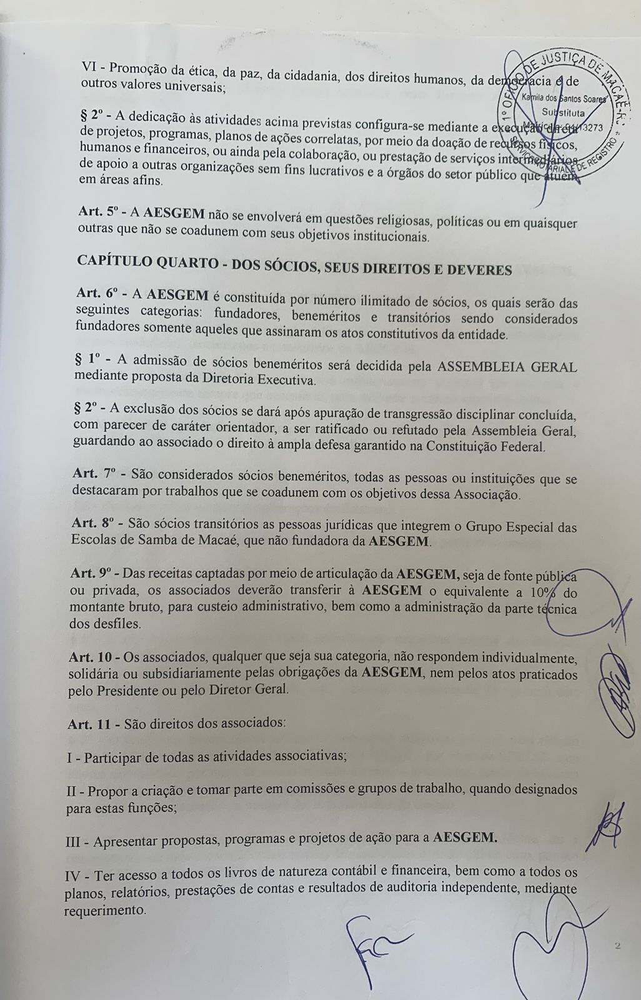 VI - Promoção da ética, da paz, da cidadania, dos direitos humanos, da democracia e de
outros valores universais;
1º OFÍCIO DE JUSTIÇA DE MACAÉ-RJ
Kamila dos Santos Soares
Substituta
13273
SERVIÇO NOTARIAL E DE REGISTRO
§ 2º - A dedicação às atividades acima previstas configura-se mediante a execução direta
de projetos, programas, planos de ações correlatas, por meio da doação de recursos físicos,
humanos e financeiros, ou ainda pela colaboração, ou prestação de serviços intermediários
de apoio a outras organizações sem fins lucrativos e a órgãos do setor público que atuem
em áreas afins.
Art. 5º - A AESGEM não se envolverá em questões religiosas, políticas ou em quaisquer
outras que não se coadunem com seus objetivos institucionais.
CAPÍTULO QUARTO - DOS SÓCIOS, SEUS DIREITOS E DEVERES
Art. 6º - A AESGEM é constituída por número ilimitado de sócios, os quais serão das
seguintes categorias: fundadores, beneméritos e transitórios sendo considerados
fundadores somente aqueles que assinaram os atos constitutivos da entidade.
§ 1º - A admissão de sócios beneméritos será decidida pela ASSEMBLEIA GERAL
mediante proposta da Diretoria Executiva.
§ 2º - A exclusão dos sócios se dará após apuração de transgressão disciplinar concluída,
com parecer de caráter orientador, a ser ratificado ou refutado pela Assembleia Geral,
guardando ao associado o direito à ampla defesa garantido na Constituição Federal.
Art. 7º - São considerados sócios beneméritos, todas as pessoas ou instituições que se
destacaram por trabalhos que se coadunem com os objetivos dessa Associação.
Art. 8º - São sócios transitórios as pessoas jurídicas que integrem o Grupo Especial das
Escolas de Samba de Macaé, que não fundadora da AESGEM.
Art. 9º - Das receitas captadas por meio de articulação da AESGEM, seja de fonte pública
ou privada, os associados deverão transferir à AESGEM o equivalente a 10% do
montante bruto, para custeio administrativo, bem como a administração da parte técnica
dos desfiles.
Art. 10 - Os associados, qualquer que seja sua categoria, não respondem individualmente,
solidária ou subsidiariamente pelas obrigações da AESGEM, nem pelos atos praticados
pelo Presidente ou pelo Diretor Geral.
Art. 11 - São direitos dos associados:
I - Participar de todas as atividades associativas;
II - Propor a criação e tomar parte em comissões e grupos de trabalho, quando designados
para estas funções;
III - Apresentar propostas, programas e projetos de ação para a AESGEM.
IV - Ter acesso a todos os livros de natureza contábil e financeira, bem como a todos os
planos, relatórios, prestações de contas e resultados de auditoria independente, mediante
requerimento.
2